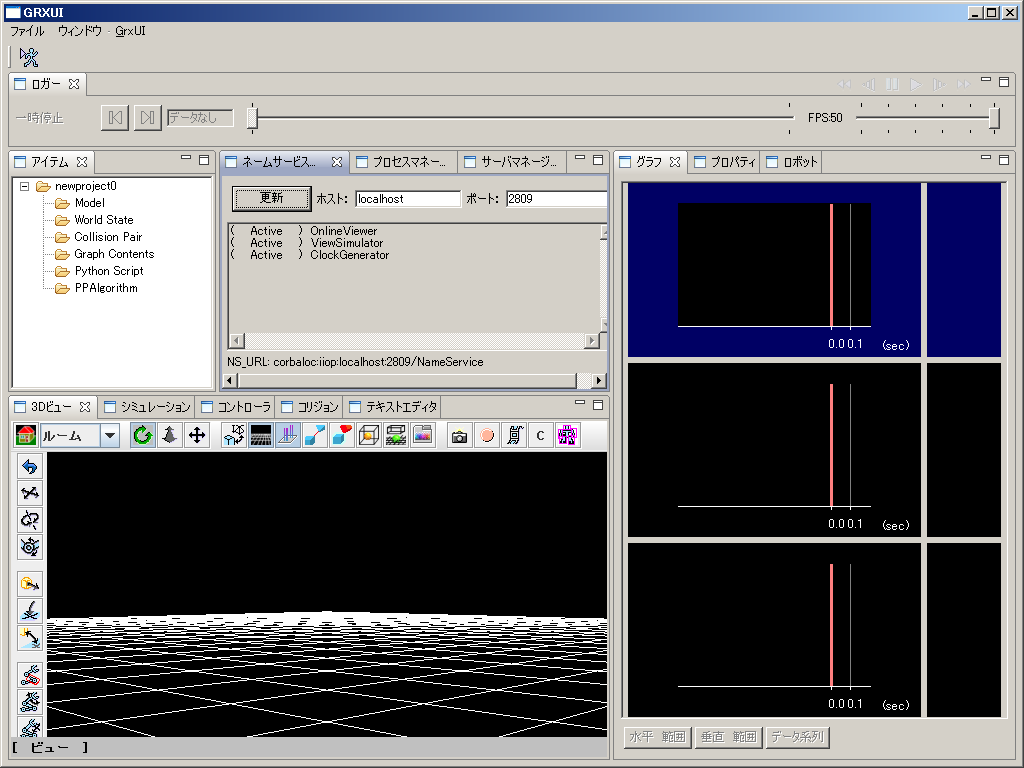 GRXUI
ファイル ウィンドウ GrxUI
ロガー
一時停止 データなし FPS:50
アイテム
newproject0
Model
World State
Collision Pair
Graph Contents
Python Script
PPAlgorithm
ネームサービス... プロセスマネー... サーバマネージ...
更新 ホスト: localhost ポート: 2809
( Active ) OnlineViewer
( Active ) ViewSimulator
( Active ) ClockGenerator
NS_URL: corbaloc:iiop:localhost:2809/NameService
グラフ プロパティ ロボット
0.0 0.1 (sec)
0.0 0.1 (sec)
0.0 0.1 (sec)
水平 範囲 垂直 範囲 データ系列
3Dビュー シミュレーション コントローラ コリジョン テキストエディタ
ルーム
C
[ ビュー ]